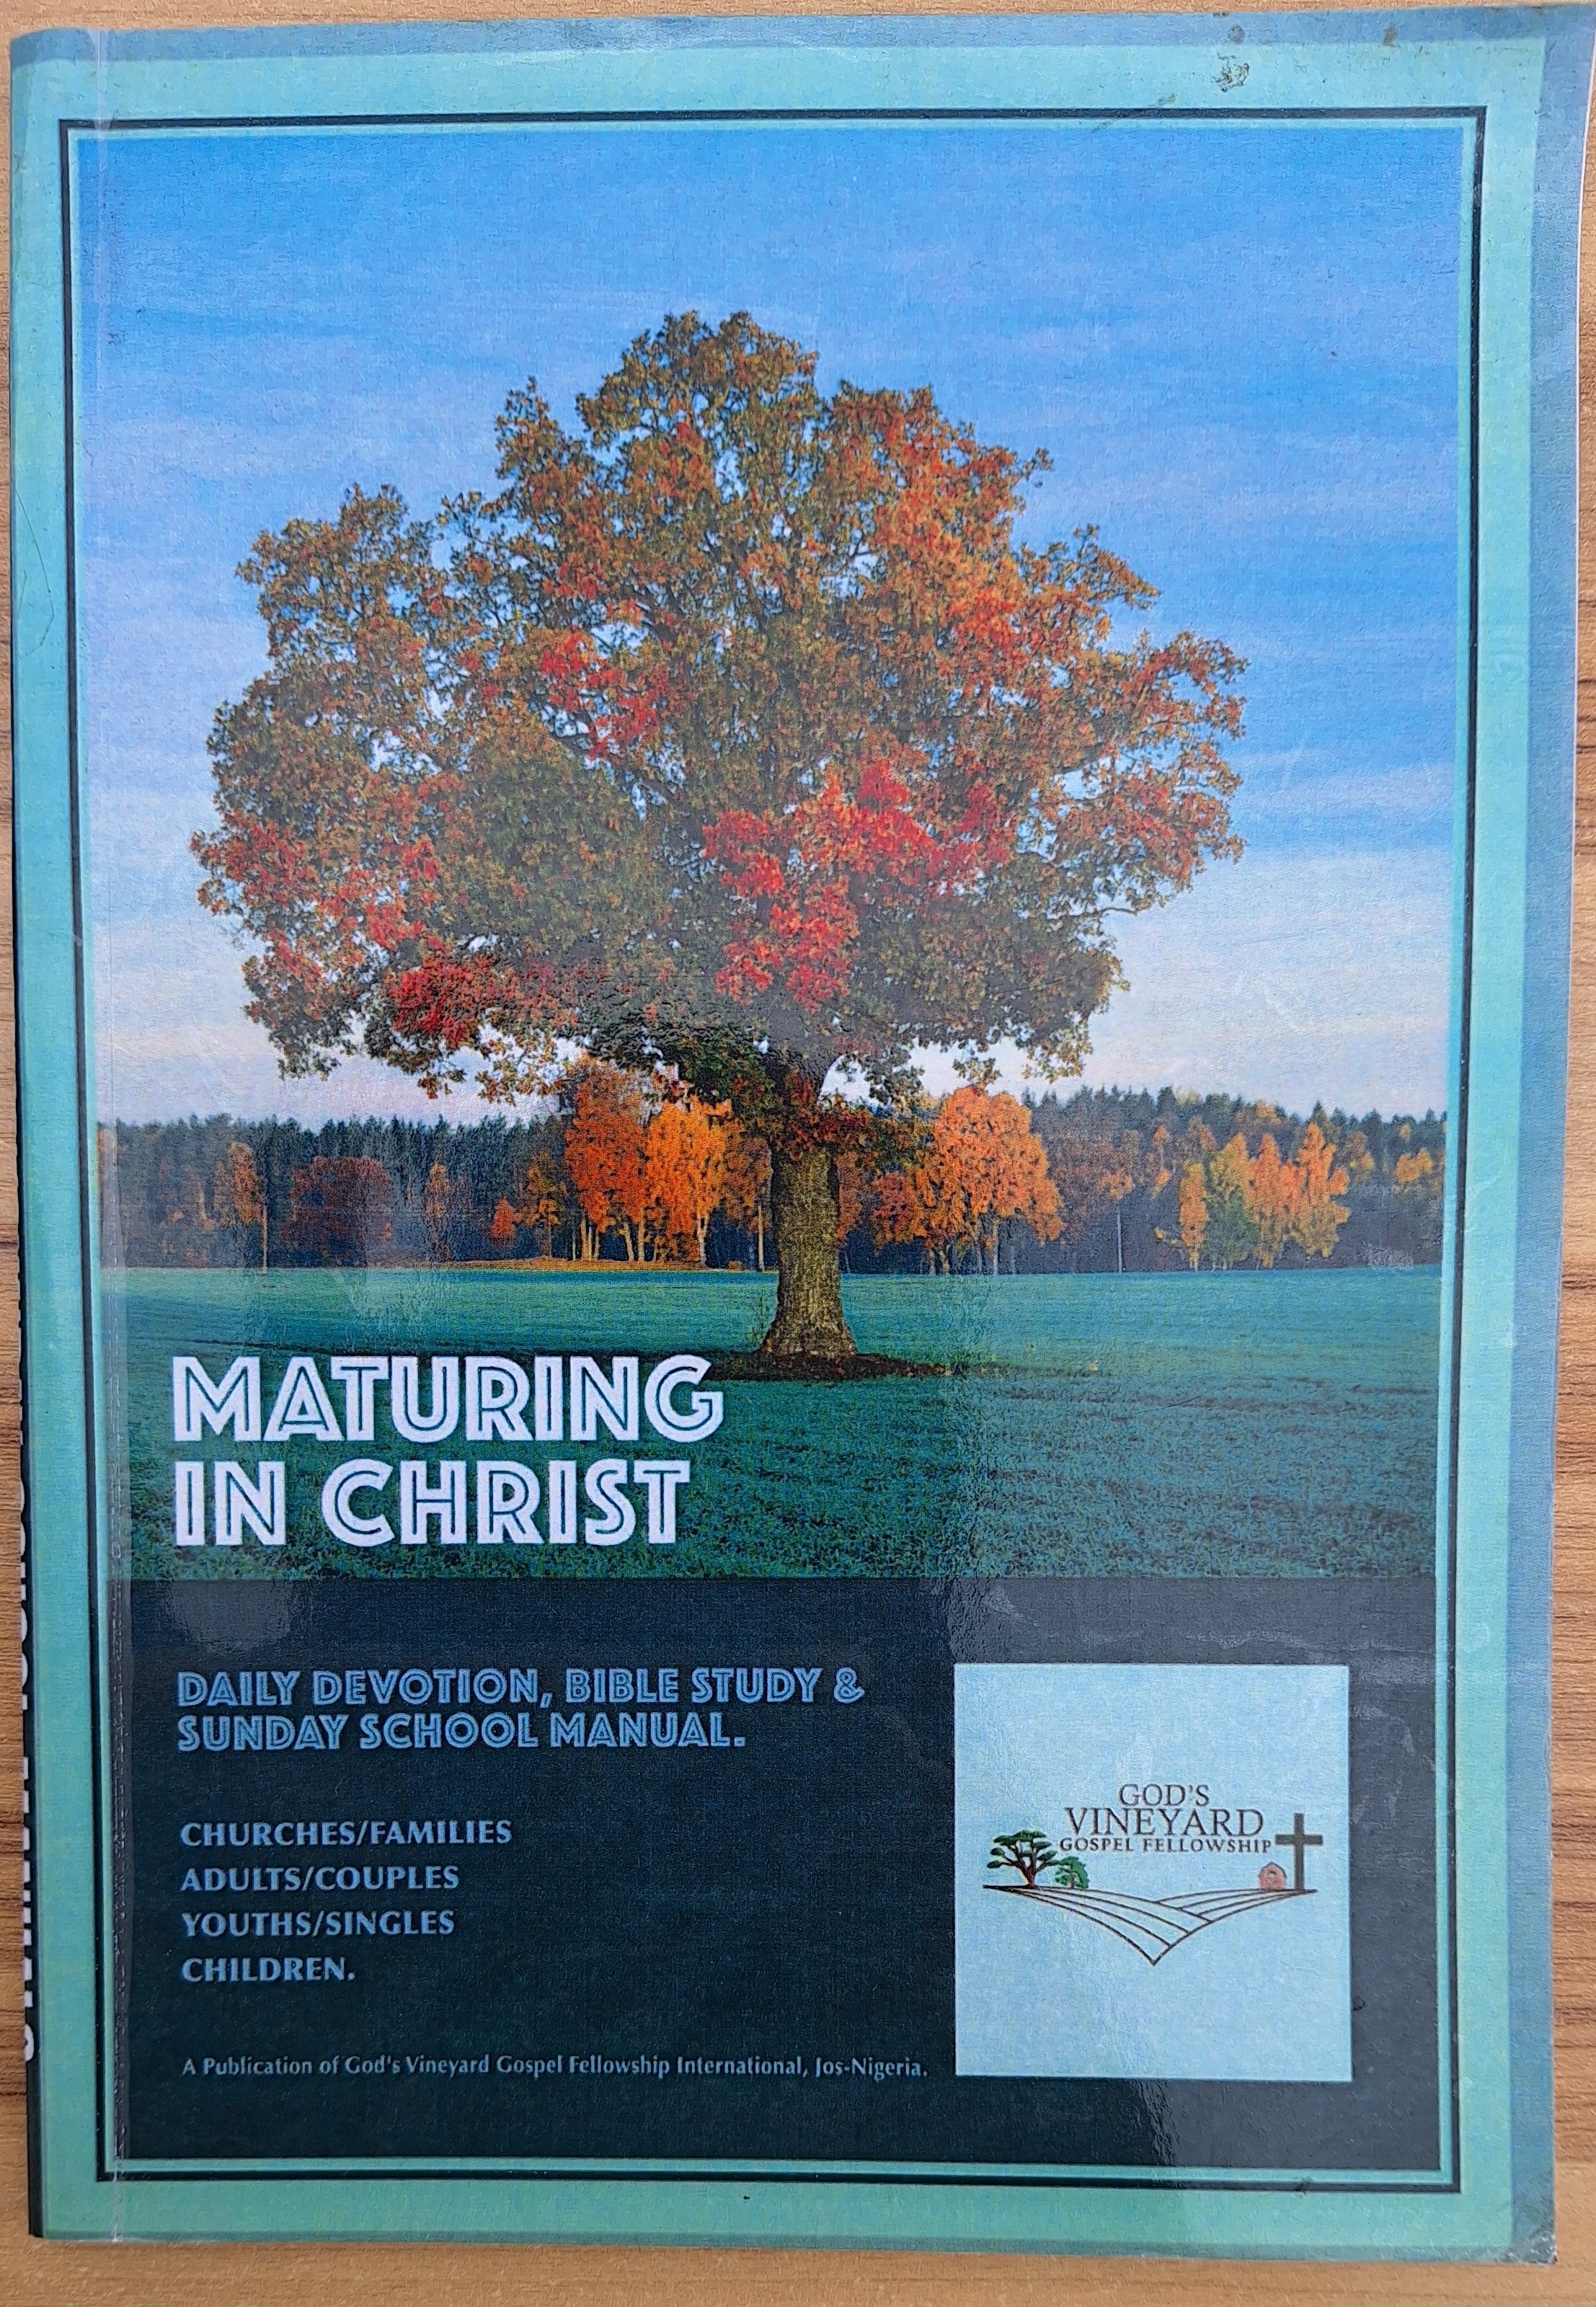 MATURING
IN CHRIST
DAILY DEVOTION, BIBLE STUDY &
SUNDAY SCHOOL MANUAL.
CHURCHES/FAMILIES
ADULTS/COUPLES
YOUTHS/SINGLES
CHILDREN.
A Publication of God's Vineyard Gospel Fellowship International, Jos-Nigeria.
GOD'S
VINEYARD
GOSPEL FELLOWSHIP